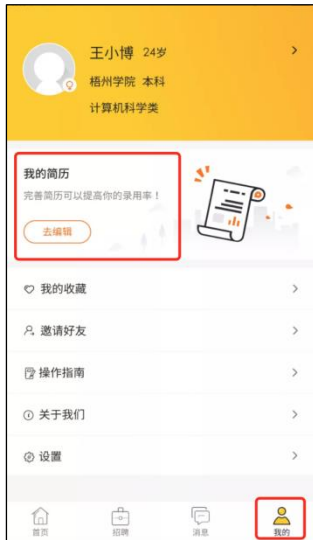 王小博 24岁
梧州学院 本科
计算机科学类
我的简历
完善简历可以提高你的录用率！
去编辑
我的收藏
邀请好友
操作指南
关于我们
设置
首页 招聘 消息 我的